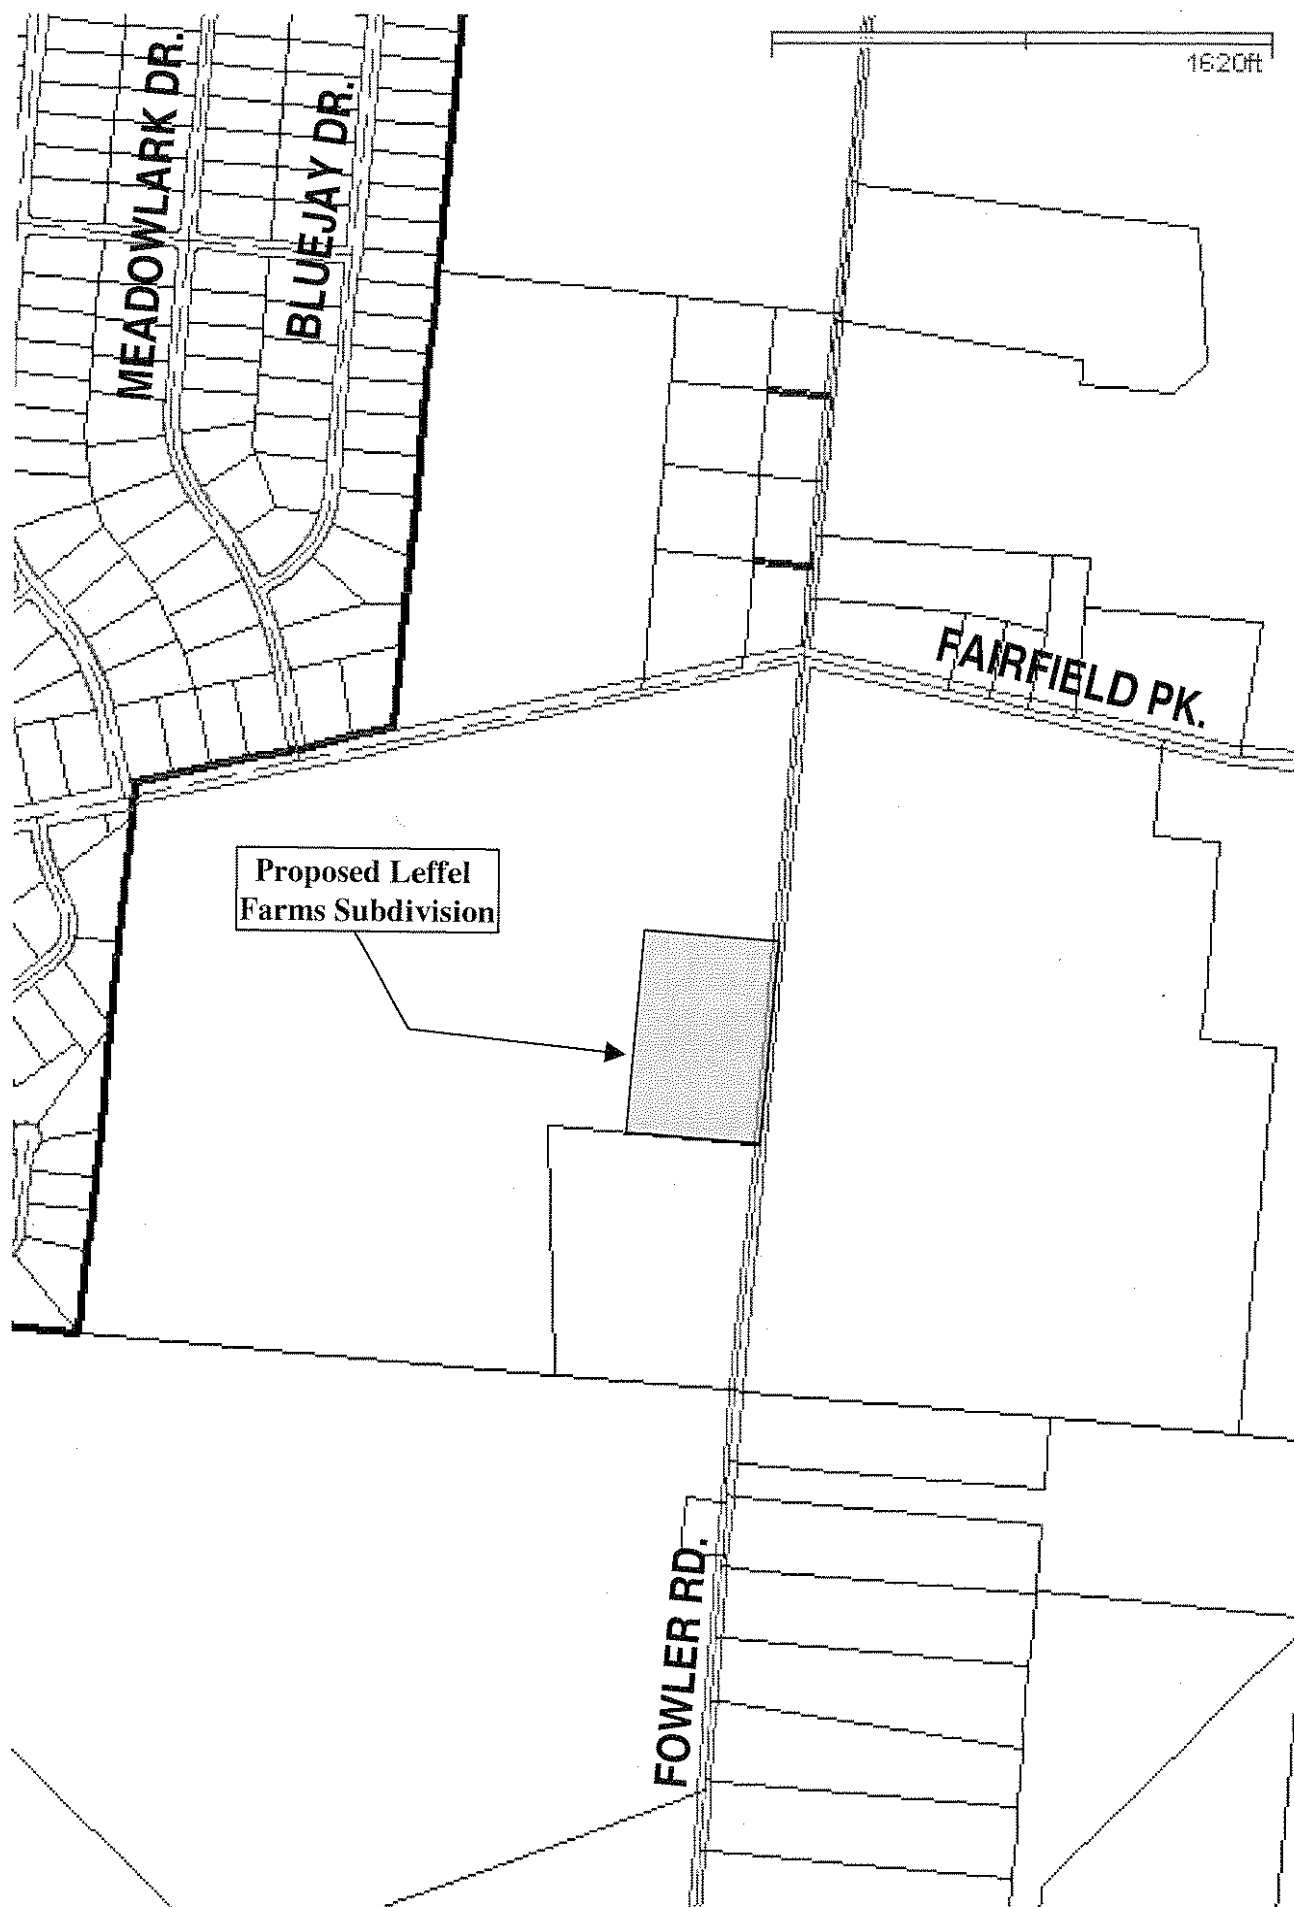 1620ft
MEADOWLARK DR.
BLUEJAY DR.
FAIRFIELD PK.
Proposed Leffel
Farms Subdivision
FOWLER RD.